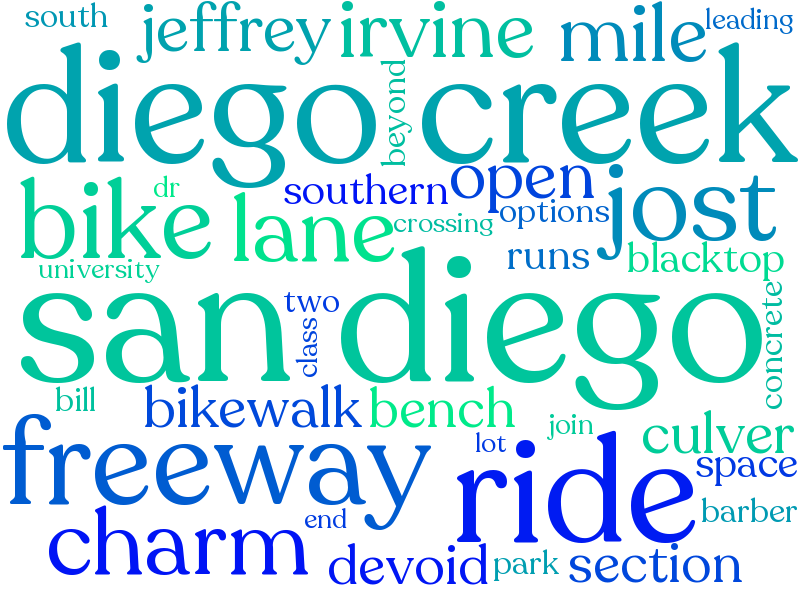 south jeffrey irvine mile leading
diego creek
beyond
bike dr lane southern open jost
crossing options
university runs blacktop
san diego
two class concrete
bill bikewalk bench join culver
freeway lot ride space
barber
charm end devoid park section